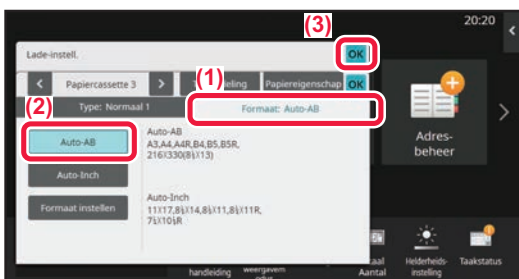 20:20
(3)
Lade-instell.
OK
Papiercassette 3
(1)
Papiereigenschap
OK
(2)
Type: Normaal 1
Formaat: Auto-AB
Auto-AB
Auto-AB
A3,A4,A4R,B4,B5,B5R,
216X330(8½X13)
Auto-Inch
Formaat instellen
Auto-Inch
11X17,8½X14,8½X11,8½X11R,
7¼X10½R
Adres-
beheer
handleiding
Aantal
Helderheids-
instelling
Taakstatus